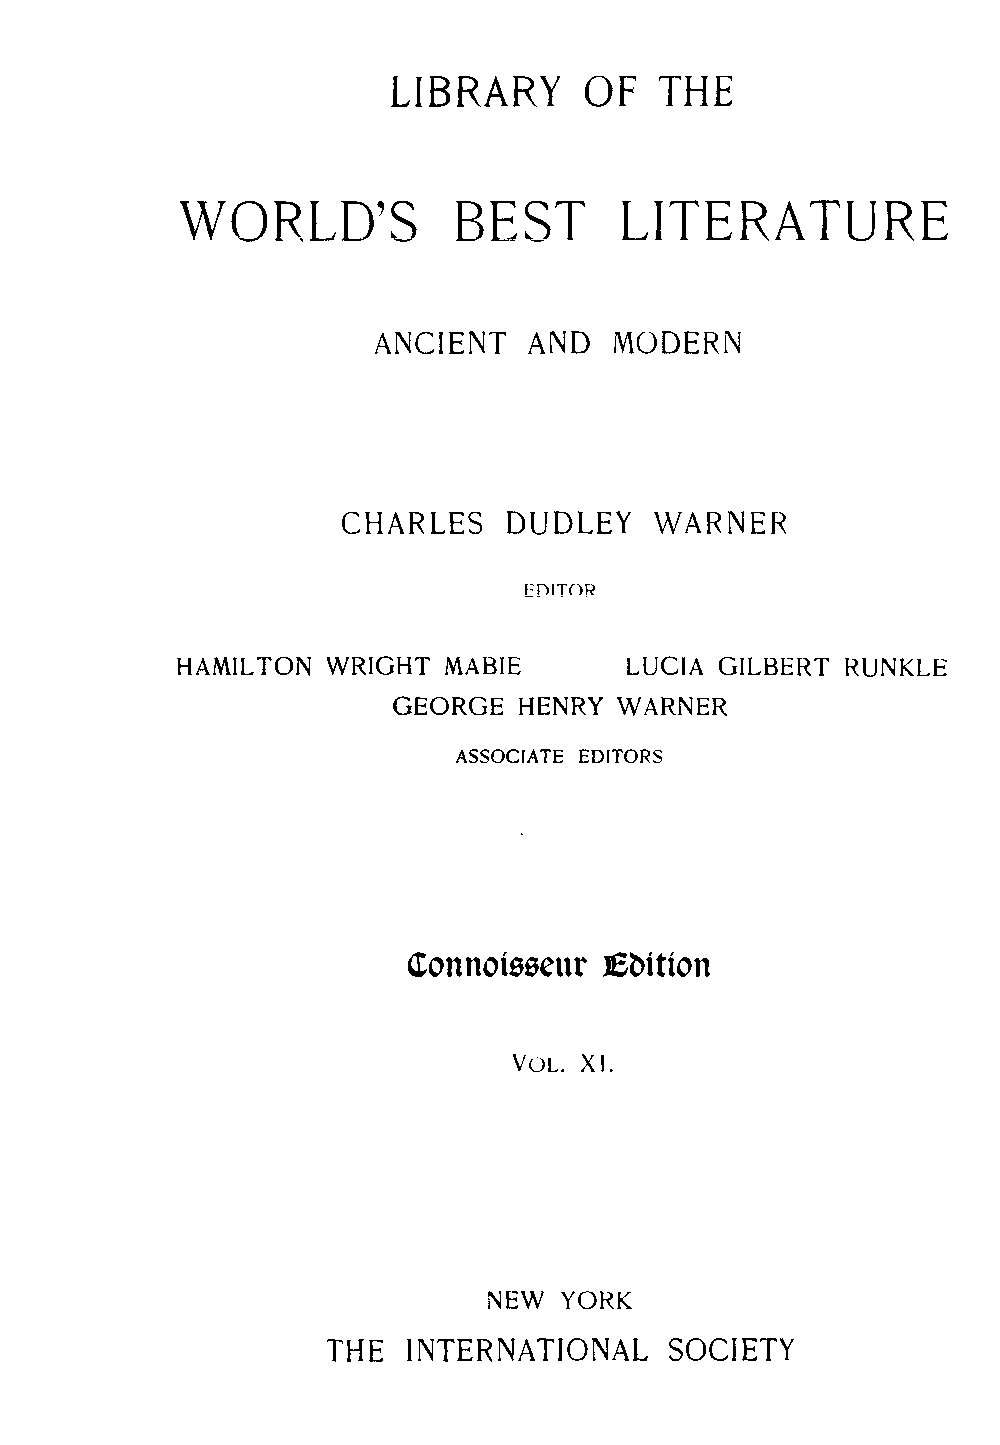 LIBRARY OF THE
WORLD'S BEST LITERATURE
ANCIENT AND MODERN
CHARLES DUDLEY WARNER
EDITOR
HAMILTON WRIGHT MABIE LUCIA GILBERT RUNKLE
GEORGE HENRY WARNER
ASSOCIATE EDITORS
Connoisseur Edition
VOL. XI.
NEW YORK
THE INTERNATIONAL SOCIETY